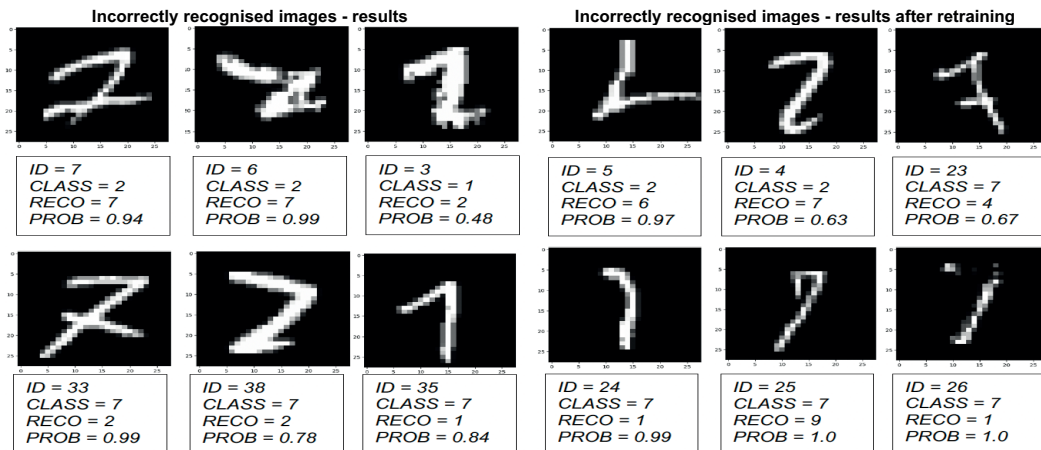 Incorrectly recognised images - results
ID = 7
CLASS = 2
RECO = 7
PROB = 0.94
ID = 6
CLASS = 2
RECO = 7
PROB = 0.99
ID = 3
CLASS = 1
RECO = 2
PROB = 0.48
ID = 33
CLASS = 7
RECO = 2
PROB = 0.99
ID = 38
CLASS = 7
RECO = 2
PROB = 0.78
ID = 35
CLASS = 7
RECO = 1
PROB = 0.84
Incorrectly recognised images - results after retraining
ID = 5
CLASS = 2
RECO = 6
PROB = 0.97
ID = 4
CLASS = 2
RECO = 7
PROB = 0.63
ID = 23
CLASS = 7
RECO = 4
PROB = 0.67
ID = 24
CLASS = 7
RECO = 1
PROB = 0.99
ID = 25
CLASS = 7
RECO = 9
PROB = 1.0
ID = 26
CLASS = 7
RECO = 1
PROB = 1.0